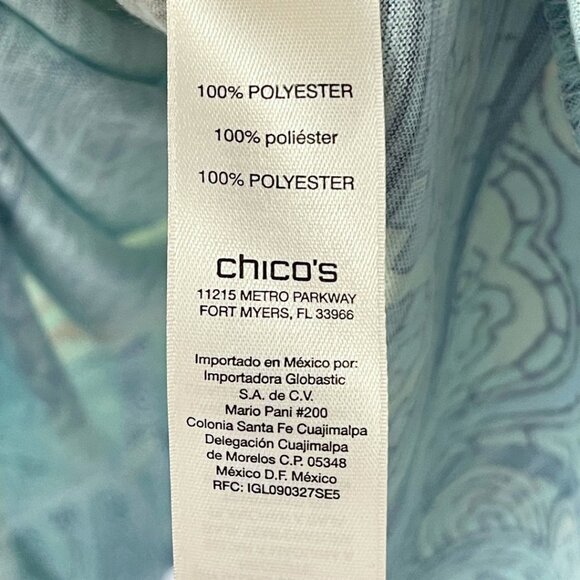 100% POLYESTER
100% poliéster
100% POLYESTER
chico's
11215 METRO PARKWAY
FORT MYERS, FL 33966
Importado en México por:
Importadora Globastic
S.A. de C.V.
Mario Pani #200
Colonia Santa Fe Cuajimalpa
Delegación Cuajimalpa
de Morelos C.P. 05348
México D.F. México
RFC: IGL090327SE5